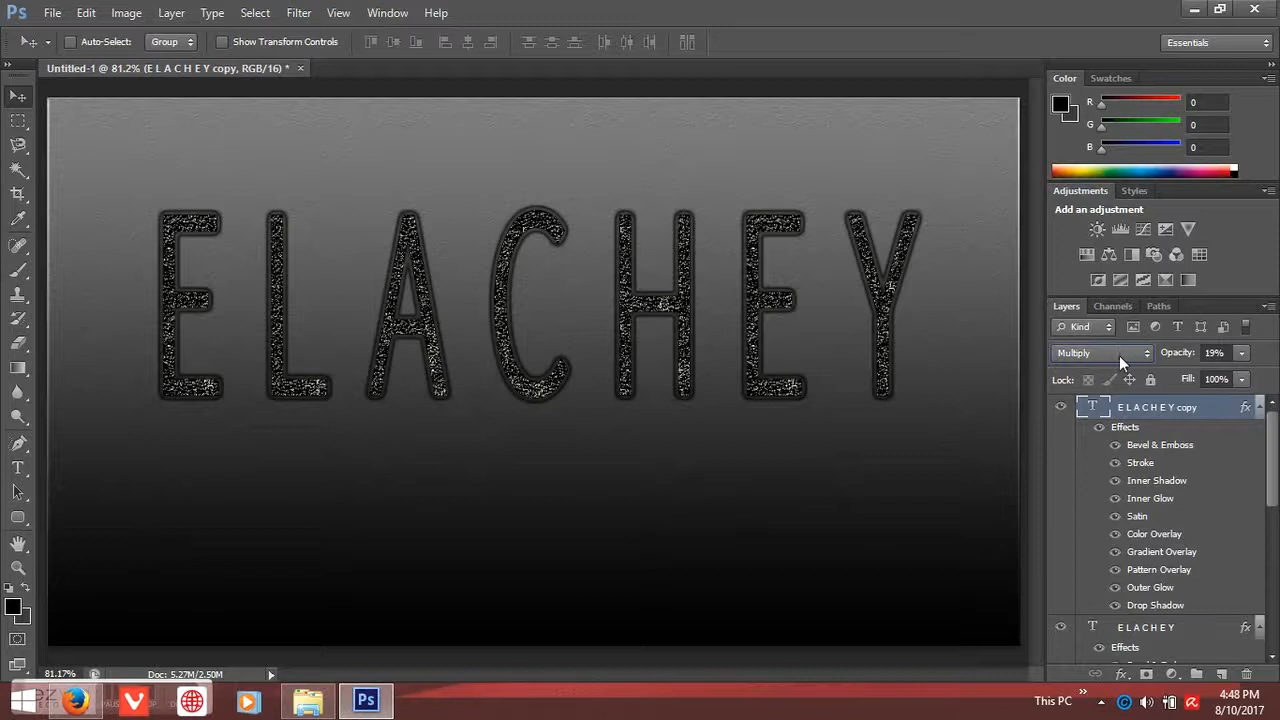 Ps File Edit Image Layer Type Select Filter 3D View Window Help
Auto-Select: Group Show Transform Controls Essentials
Untitled-1 @ 81.2% (E L A C H E Y copy, RGB/16) * ×
Color Swatches
R 0
G 0
B 0
Adjustments Styles
Add an adjustment
ELACHEY
Layers Channels Paths
Kind
Multiply Opacity: 19%
Lock: Fill: 100%
T E L A C H E Y copy fx
Effects
Bevel & Emboss
Stroke
Inner Shadow
Inner Glow
Satin
Color Overlay
Gradient Overlay
Pattern Overlay
Outer Glow
Drop Shadow
T E L A C H E Y fx
Effects
81.17% Doc: 5.27M/2.50M
This PC
4:48 PM
8/10/2017